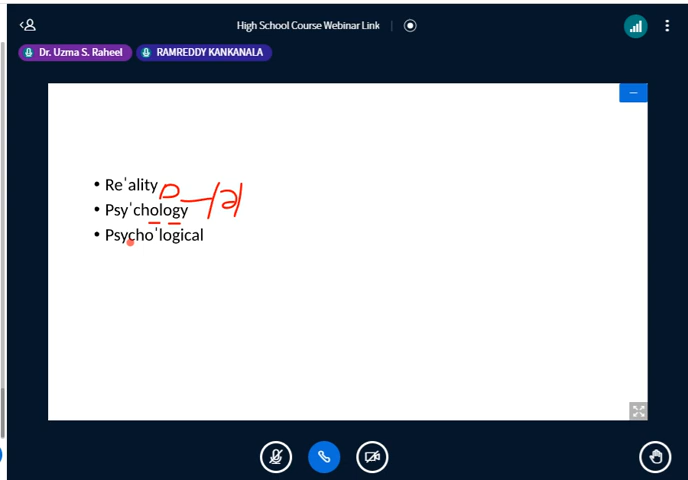 High School Course Webinar Link
Dr. Uzma S. Raheel RAMREDDY KANKANALA
• Reˈality
• Psyˈchology /ə/
• Psychoˈlogical